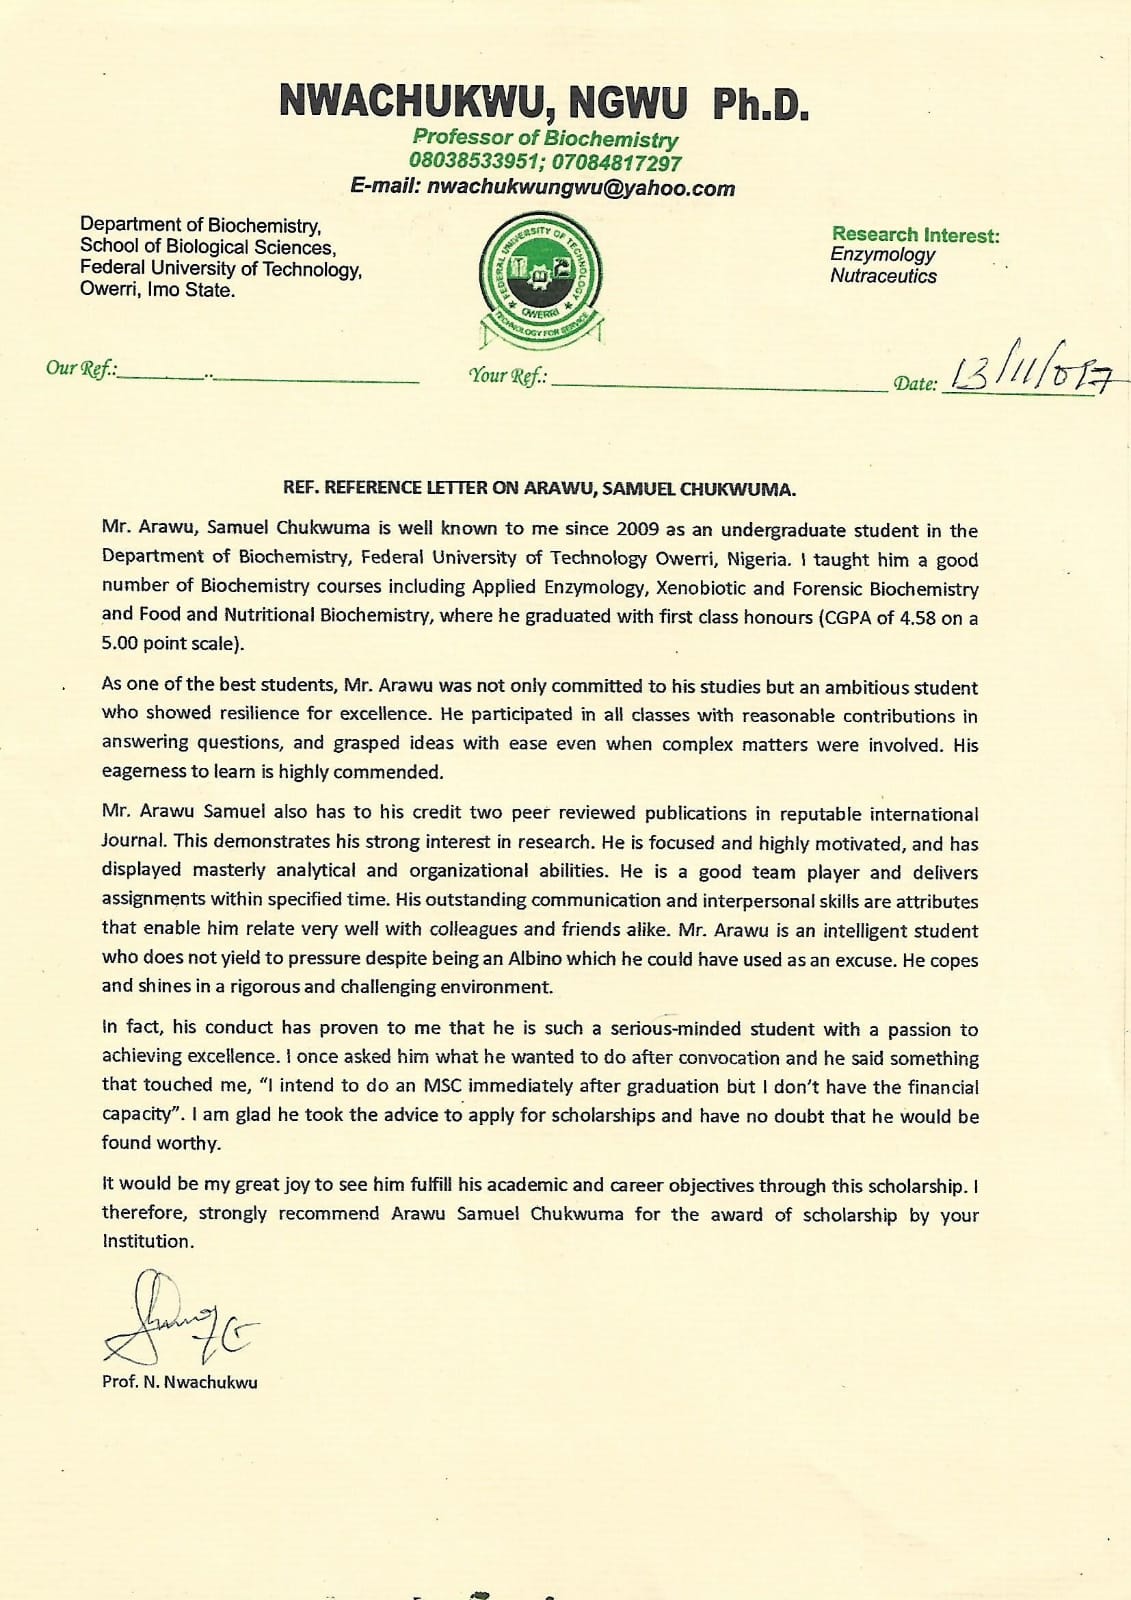 NWACHUKWU, NGWU Ph.D.
Professor of Biochemistry
08038533951; 07084817297
E-mail: nwachukwungwu@yahoo.com
Department of Biochemistry,
School of Biological Sciences,
Federal University of Technology,
Owerri, Imo State.
FEDERAL UNIVERSITY OF TECHNOLOGY
OWERRI
TECHNOLOGY FOR SERVICE
Research Interest:
Enzymology
Nutraceutics
Our Ref.:
Your Ref.:
Date: 13/11/017
REF. REFERENCE LETTER ON ARAWU, SAMUEL CHUKWUMA.
Mr. Arawu, Samuel Chukwuma is well known to me since 2009 as an undergraduate student in the
Department of Biochemistry, Federal University of Technology Owerri, Nigeria. I taught him a good
number of Biochemistry courses including Applied Enzymology, Xenobiotic and Forensic Biochemistry
and Food and Nutritional Biochemistry, where he graduated with first class honours (CGPA of 4.58 on a
5.00 point scale).
As one of the best students, Mr. Arawu was not only committed to his studies but an ambitious student
who showed resilience for excellence. He participated in all classes with reasonable contributions in
answering questions, and grasped ideas with ease even when complex matters were involved. His
eagerness to learn is highly commended.
Mr. Arawu Samuel also has to his credit two peer reviewed publications in reputable international
Journal. This demonstrates his strong interest in research. He is focused and highly motivated, and has
displayed masterly analytical and organizational abilities. He is a good team player and delivers
assignments within specified time. His outstanding communication and interpersonal skills are attributes
that enable him relate very well with colleagues and friends alike. Mr. Arawu is an intelligent student
who does not yield to pressure despite being an Albino which he could have used as an excuse. He copes
and shines in a rigorous and challenging environment.
In fact, his conduct has proven to me that he is such a serious-minded student with a passion to
achieving excellence. I once asked him what he wanted to do after convocation and he said something
that touched me, “I intend to do an MSC immediately after graduation but I don’t have the financial
capacity”. I am glad he took the advice to apply for scholarships and have no doubt that he would be
found worthy.
It would be my great joy to see him fulfill his academic and career objectives through this scholarship. I
therefore, strongly recommend Arawu Samuel Chukwuma for the award of scholarship by your
Institution.
Prof. N. Nwachukwu